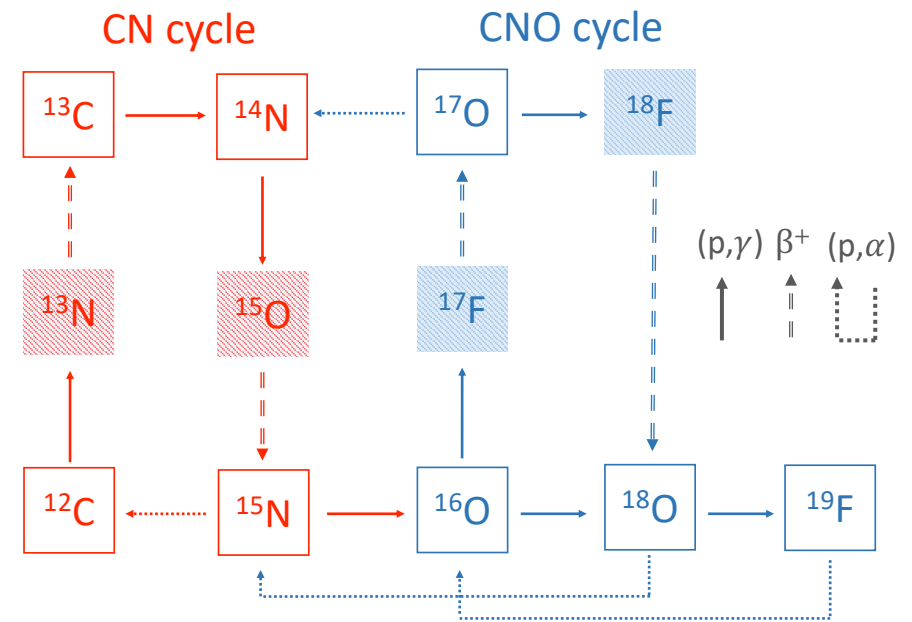 CN cycle CNO cycle
¹³C ¹⁴N ¹⁷O ¹⁸F
(p,γ) β⁺ (p,α)
¹³N ¹⁵O ¹⁷F
¹²C ¹⁵N ¹⁶O ¹⁸O ¹⁹F